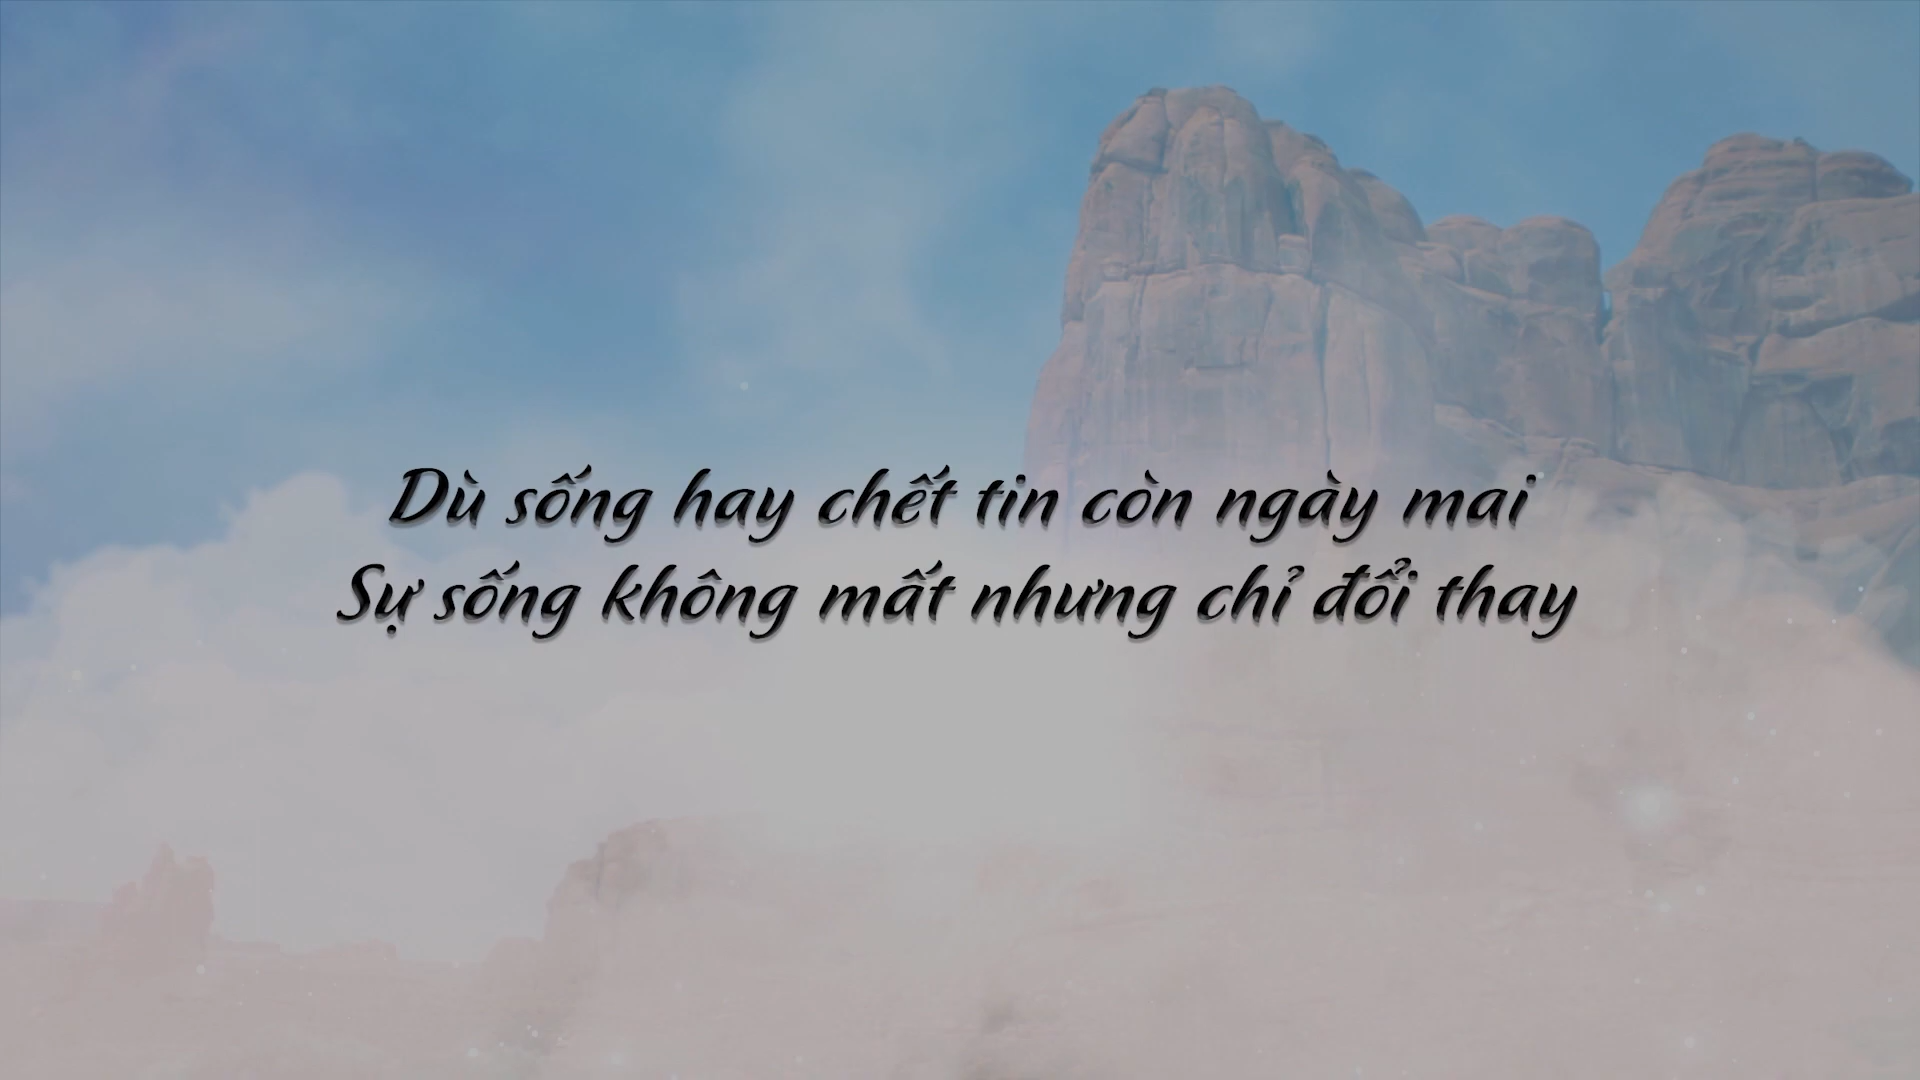 Dù sống hay chết tin còn ngày mai
Sự sống không mất nhưng chỉ đổi thay